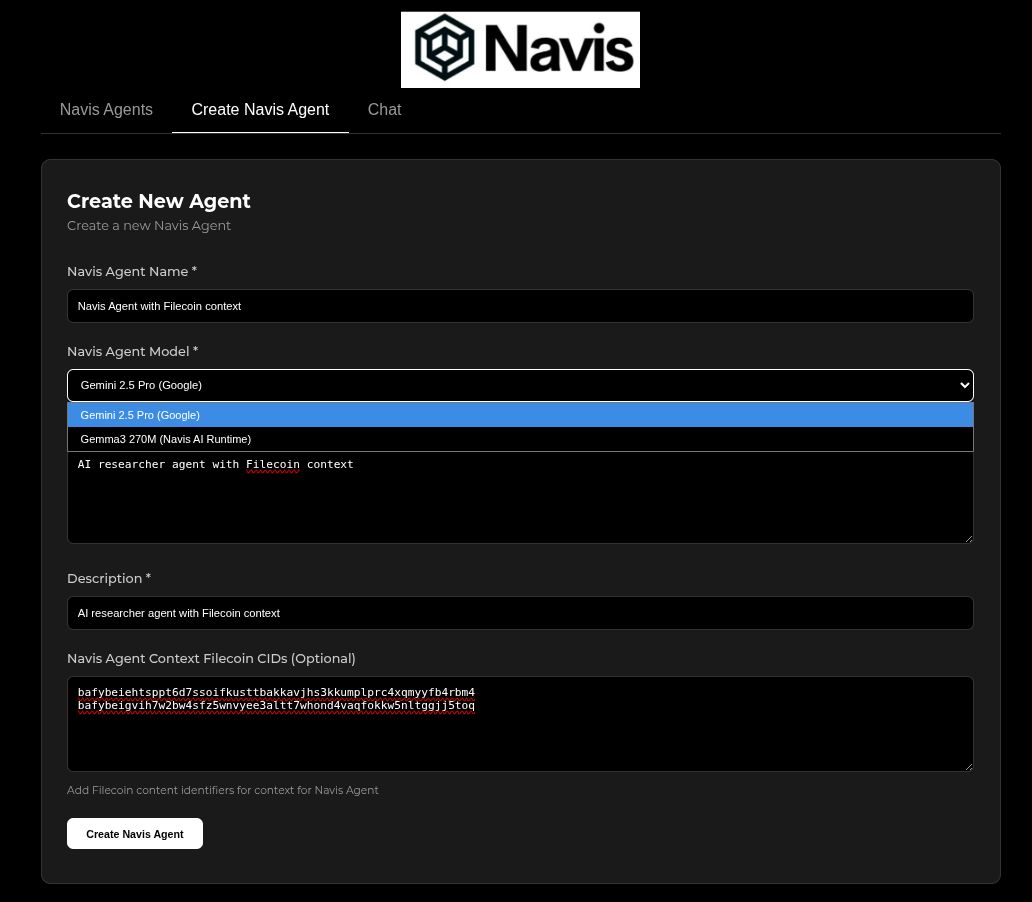 Navis
Navis Agents
Create Navis Agent
Chat
Create New Agent
Create a new Navis Agent
Navis Agent Name *
Navis Agent with Filecoin context
Navis Agent Model *
Gemini 2.5 Pro (Google)
Gemini 2.5 Pro (Google)
Gemma3 270M (Navis AI Runtime)
AI researcher agent with Filecoin context
Description *
AI researcher agent with Filecoin context
Navis Agent Context Filecoin CIDs (Optional)
bafybeiehtsppt6d7ssoifkusttbakkavjhs3kkumplprc4xqmyyfb4rbm4
bafybeigvih7w2bw4sfz5wnvyee3altt7whond4vaqfokkw5nltggjj5toq
Add Filecoin content identifiers for context for Navis Agent
Create Navis Agent